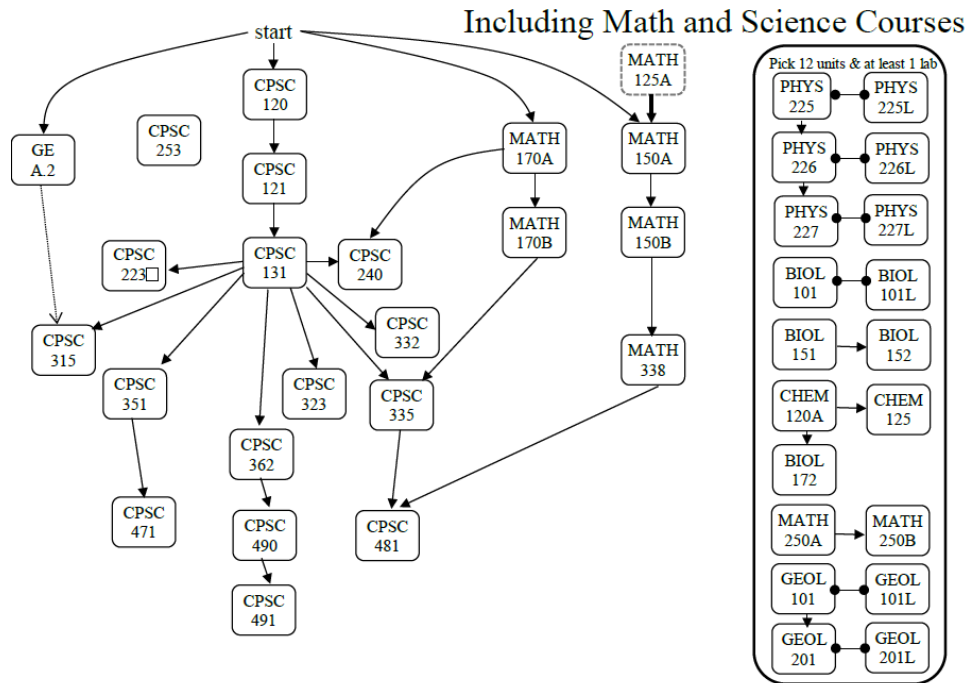 Including Math and Science Courses
start
CPSC
120
CPSC
253
GE
A.2
CPSC
121
MATH
170A
MATH
125A
MATH
150A
CPSC
223□
CPSC
131
CPSC
240
MATH
170B
MATH
150B
CPSC
315
CPSC
332
MATH
338
CPSC
351
CPSC
323
CPSC
335
CPSC
362
CPSC
471
CPSC
490
CPSC
481
CPSC
491
Pick 12 units & at least 1 lab
PHYS
225
PHYS
225L
PHYS
226
PHYS
226L
PHYS
227
PHYS
227L
BIOL
101
BIOL
101L
BIOL
151
BIOL
152
CHEM
120A
CHEM
125
BIOL
172
MATH
250A
MATH
250B
GEOL
101
GEOL
101L
GEOL
201
GEOL
201L